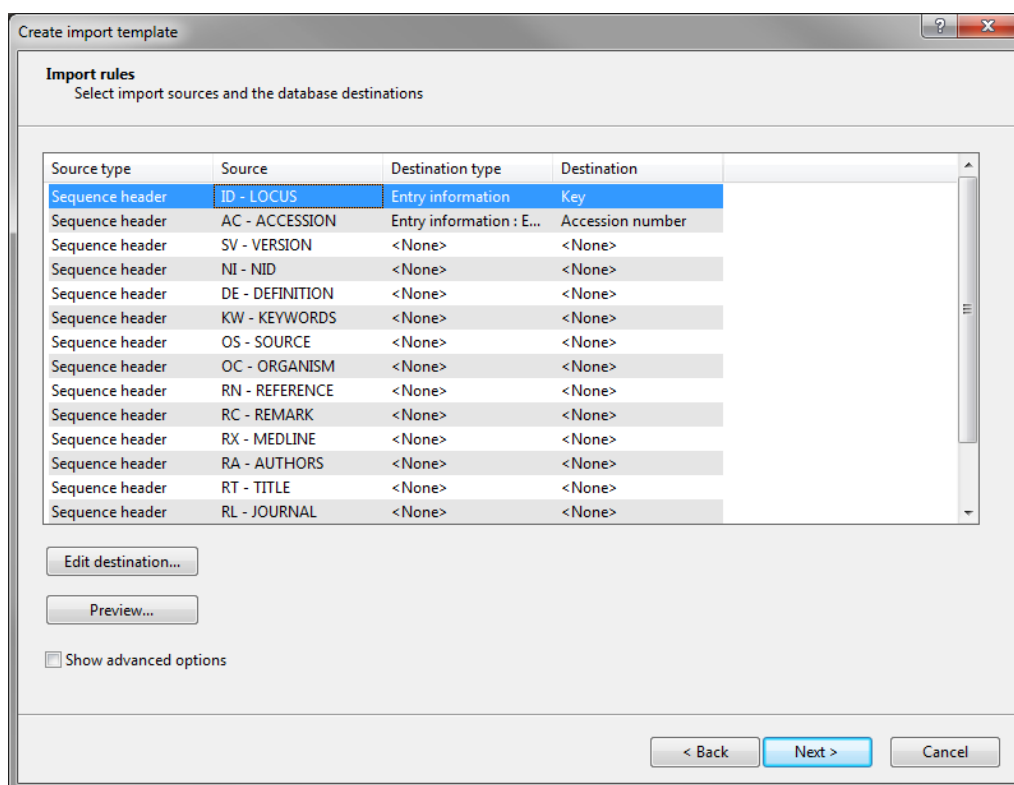 Create import template
?
Import rules
Select import sources and the database destinations
Source type Source Destination type Destination
Sequence header ID - LOCUS Entry information Key
Sequence header AC - ACCESSION Entry information : E... Accession number
Sequence header SV - VERSION <None> <None>
Sequence header NI - NID <None> <None>
Sequence header DE - DEFINITION <None> <None>
Sequence header KW - KEYWORDS <None> <None>
Sequence header OS - SOURCE <None> <None>
Sequence header OC - ORGANISM <None> <None>
Sequence header RN - REFERENCE <None> <None>
Sequence header RC - REMARK <None> <None>
Sequence header RX - MEDLINE <None> <None>
Sequence header RA - AUTHORS <None> <None>
Sequence header RT - TITLE <None> <None>
Sequence header RL - JOURNAL <None> <None>
Edit destination...
Preview...
Show advanced options
< Back Next > Cancel